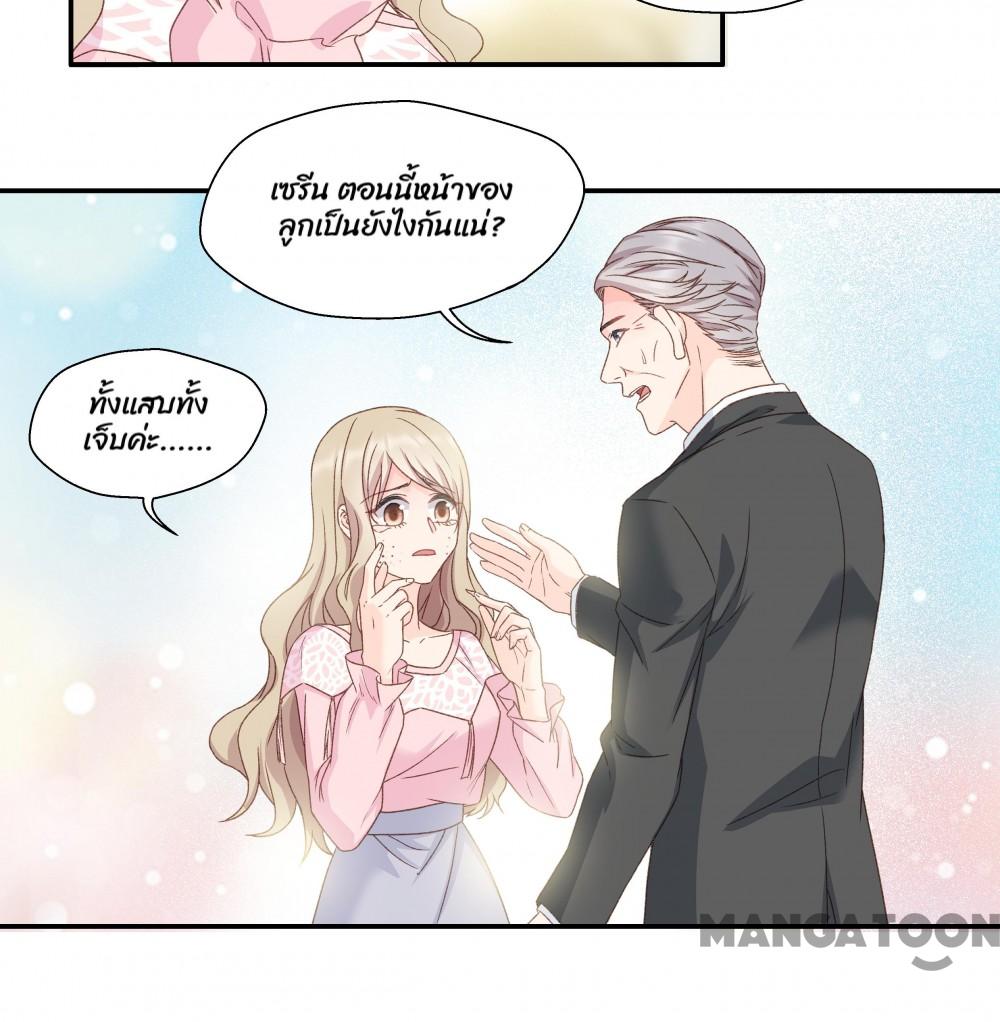 เซรีน ตอนนี้หน้าของ
ลูกเป็นยังไงกันแน่?
ทั้งแสบทั้ง
เจ็บค่ะ......
MANGATOON